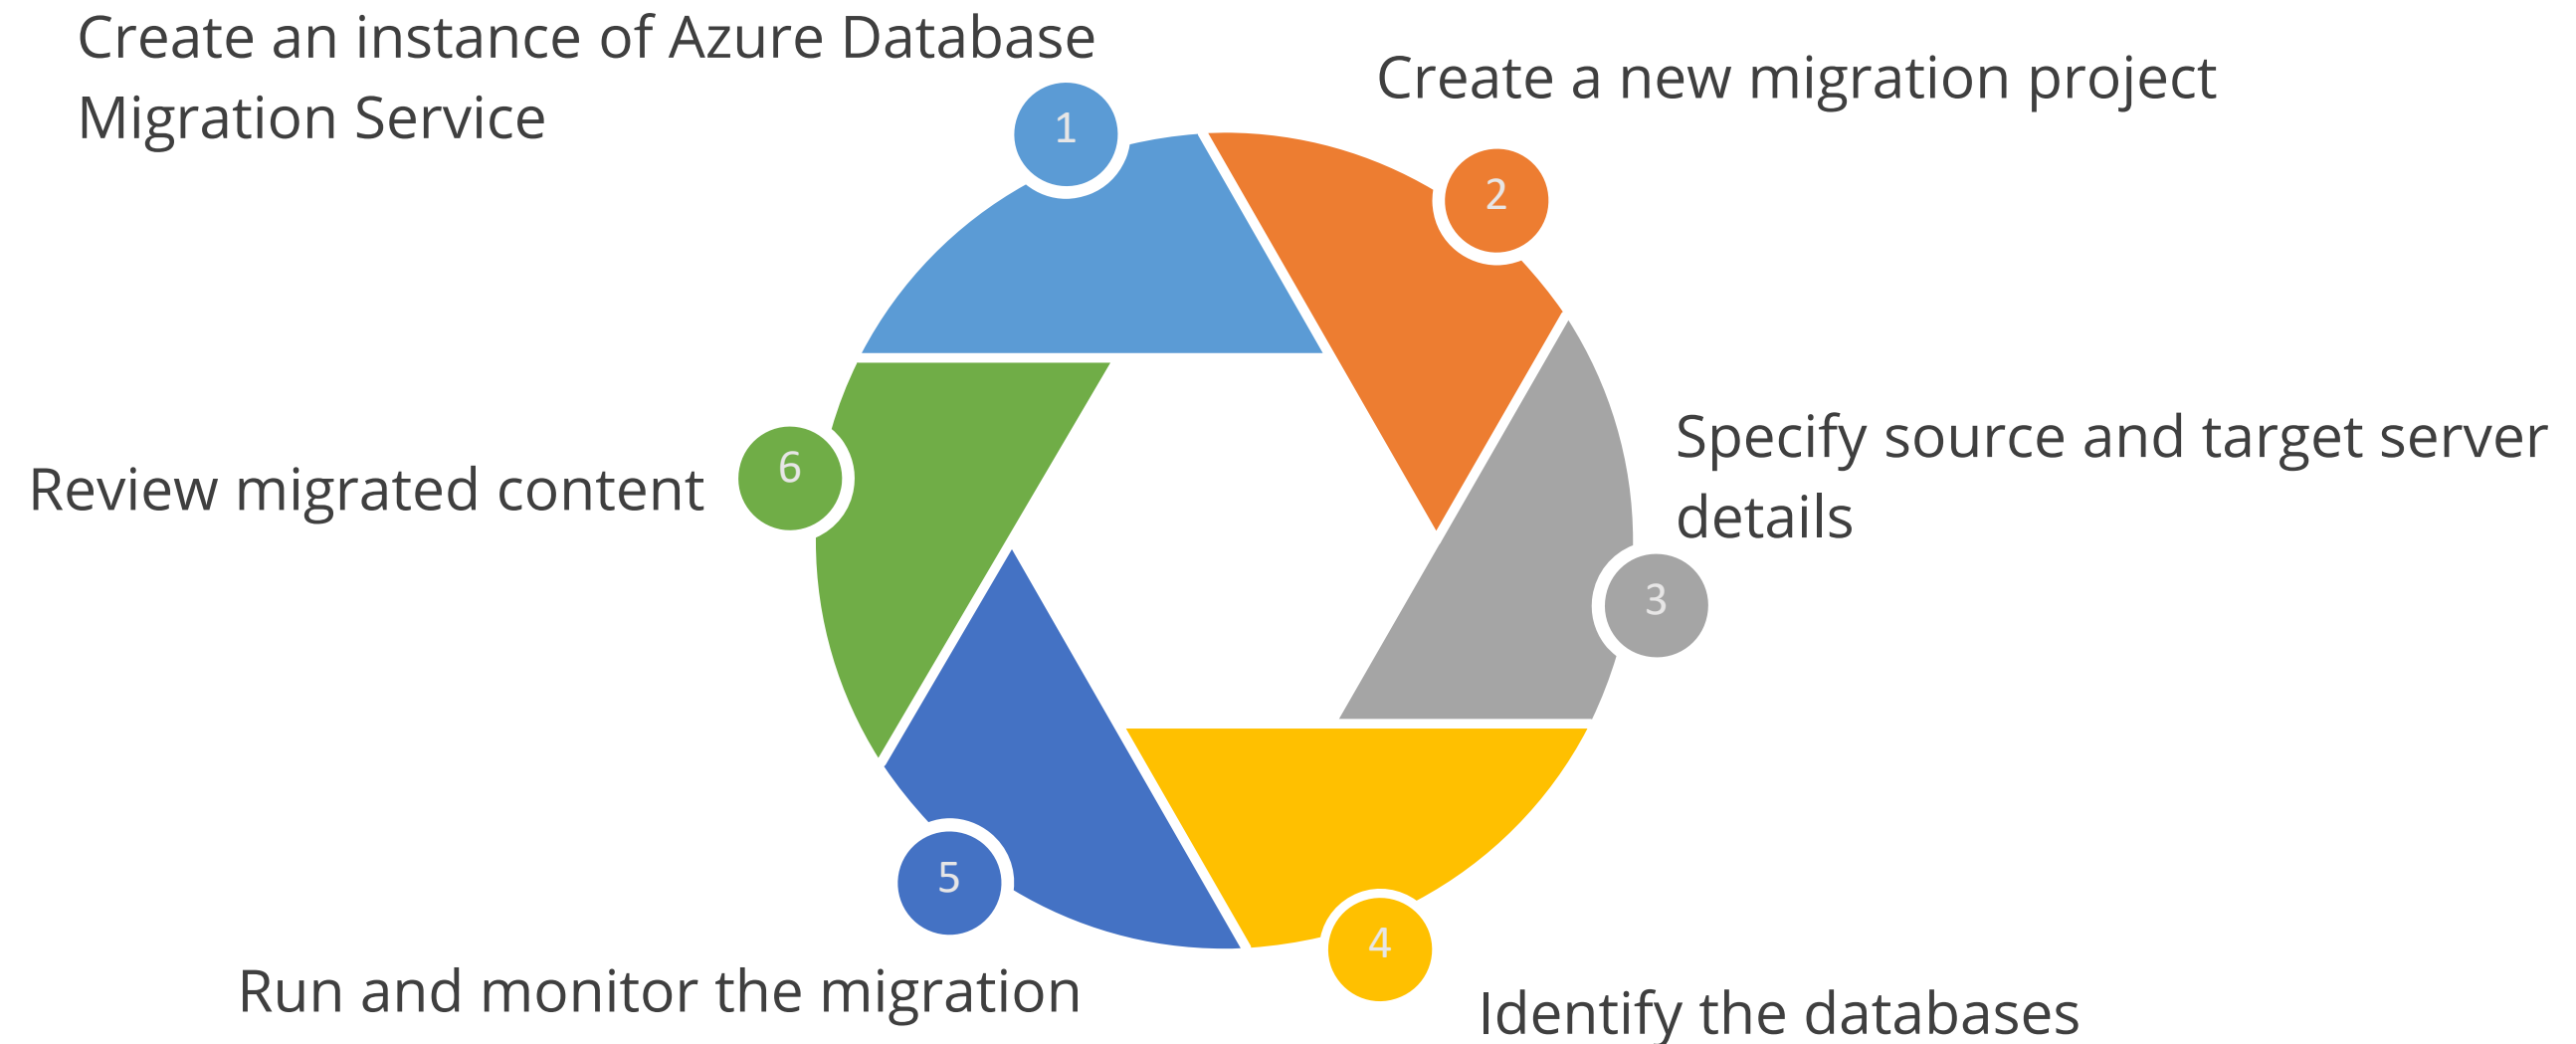 Create an instance of Azure Database
Migration Service
1
Create a new migration project
2
Specify source and target server
details
3
Identify the databases
4
Run and monitor the migration
5
Review migrated content
6